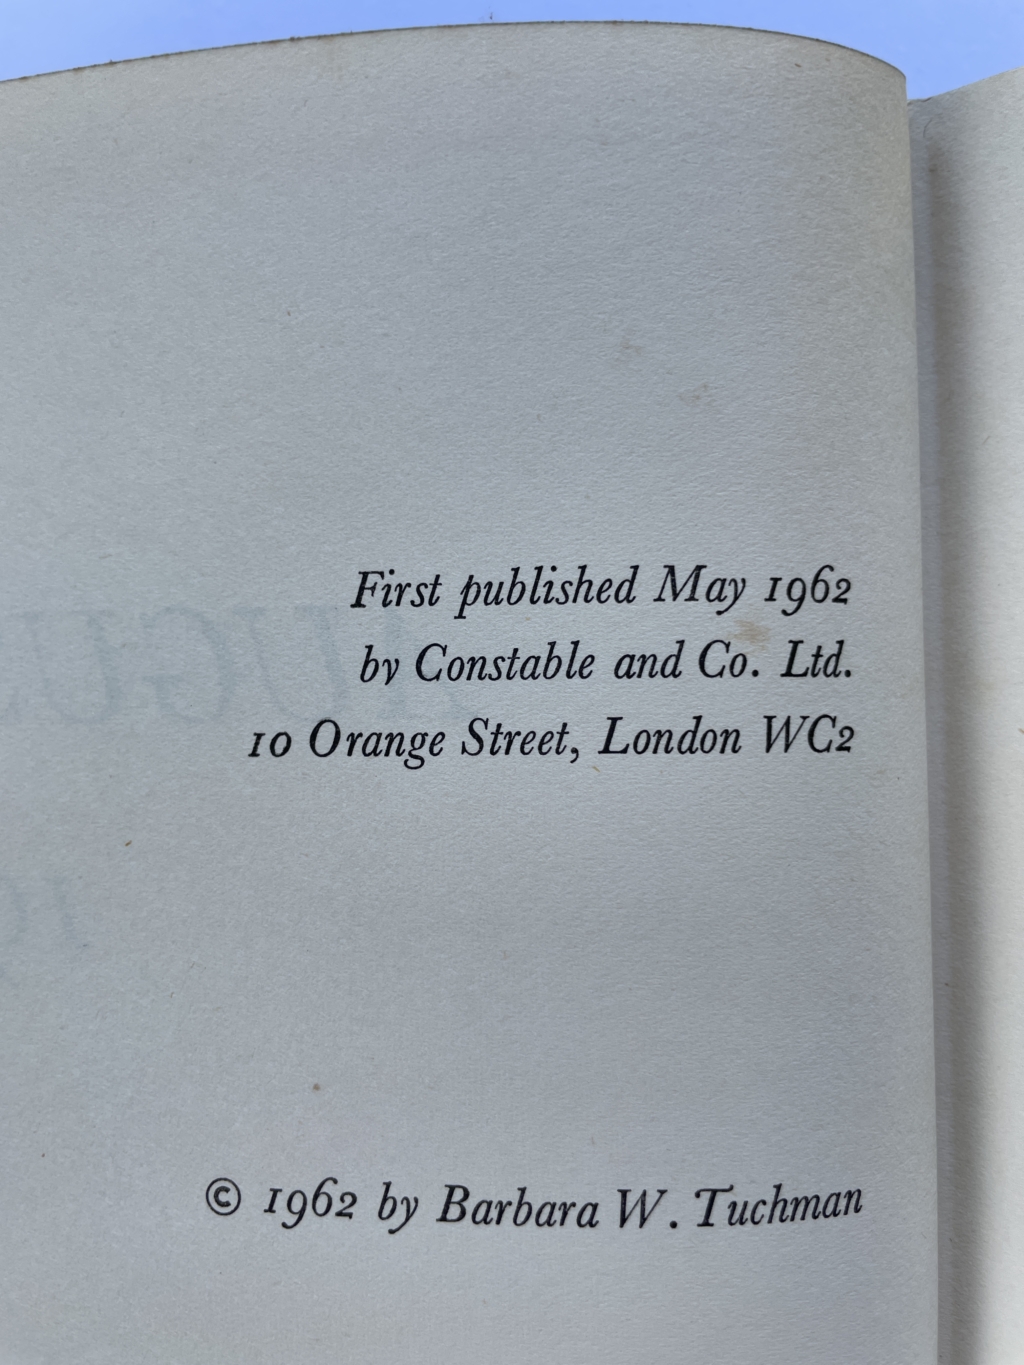 First published May 1962
by Constable and Co. Ltd.
10 Orange Street, London WC2
© 1962 by Barbara W. Tuchman